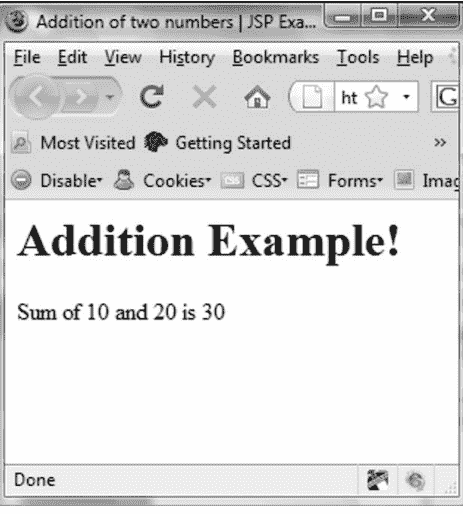 Addition of two numbers | JSP Exa...
File Edit View History Bookmarks Tools Help
ht G
Most Visited Getting Started »
Disable Cookies CSS Forms Imag
Addition Example!
Sum of 10 and 20 is 30
Done